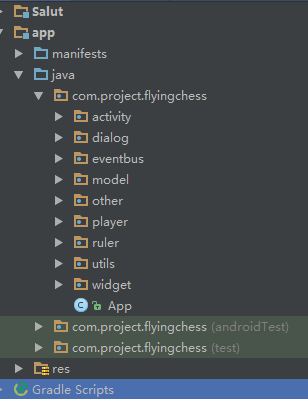 Salut
app
manifests
java
com.project.flyingchess
activity
dialog
eventbus
model
other
player
ruler
utils
widget
App
com.project.flyingchess (androidTest)
com.project.flyingchess (test)
res
Gradle Scripts